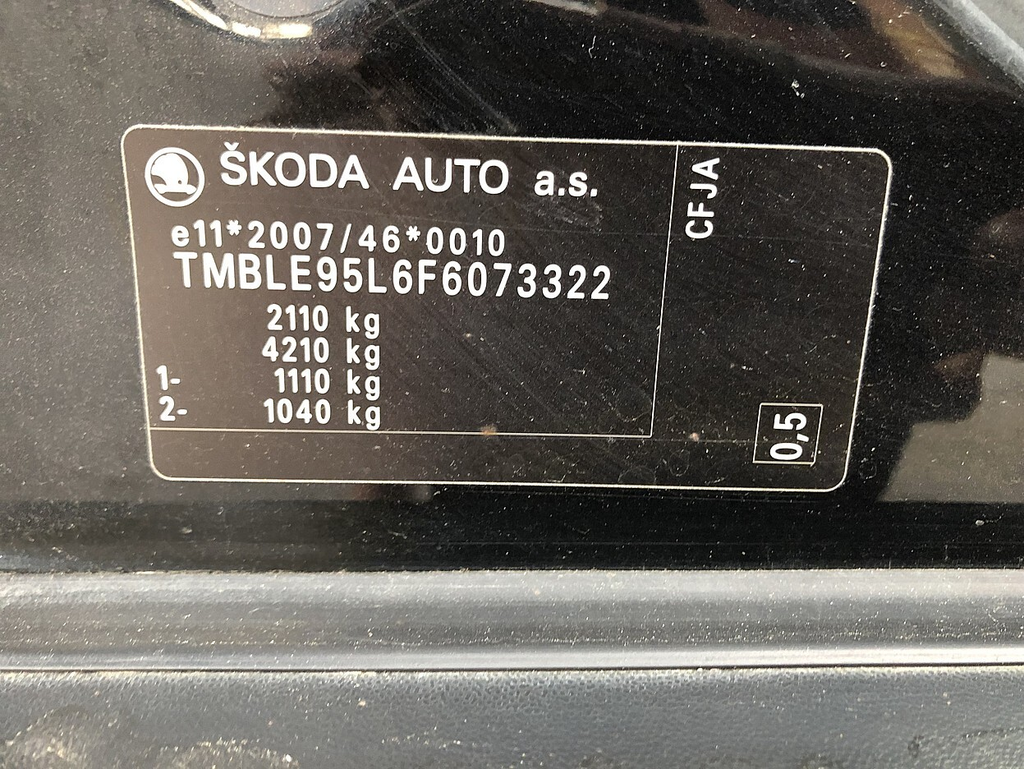 ŠKODA AUTO a.s.
e11*2007/46*0010
TMBLE95L6F6073322
2110 kg
4210 kg
1- 1110 kg
2- 1040 kg
CFJA
0,5